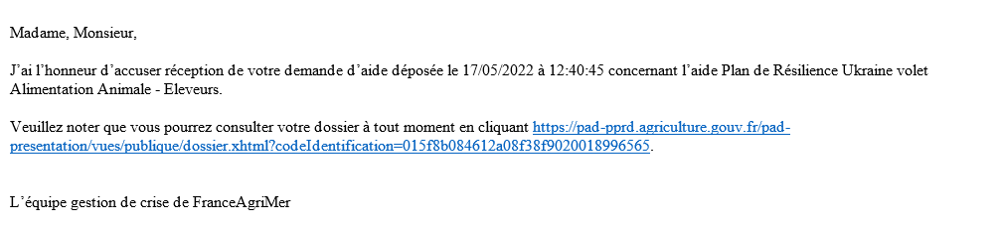 Madame, Monsieur,
J’ai l’honneur d’accuser réception de votre demande d’aide déposée le 17/05/2022 à 12:40:45 concernant l’aide Plan de Résilience Ukraine volet
Alimentation Animale - Eleveurs.
Veuillez noter que vous pourrez consulter votre dossier à tout moment en cliquant https://pad-pprd.agriculture.gouv.fr/pad-
presentation/vues/publique/dossier.xhtml?codeIdentification=015f8b084612a08f38f9020018996565.
L’équipe gestion de crise de FranceAgriMer